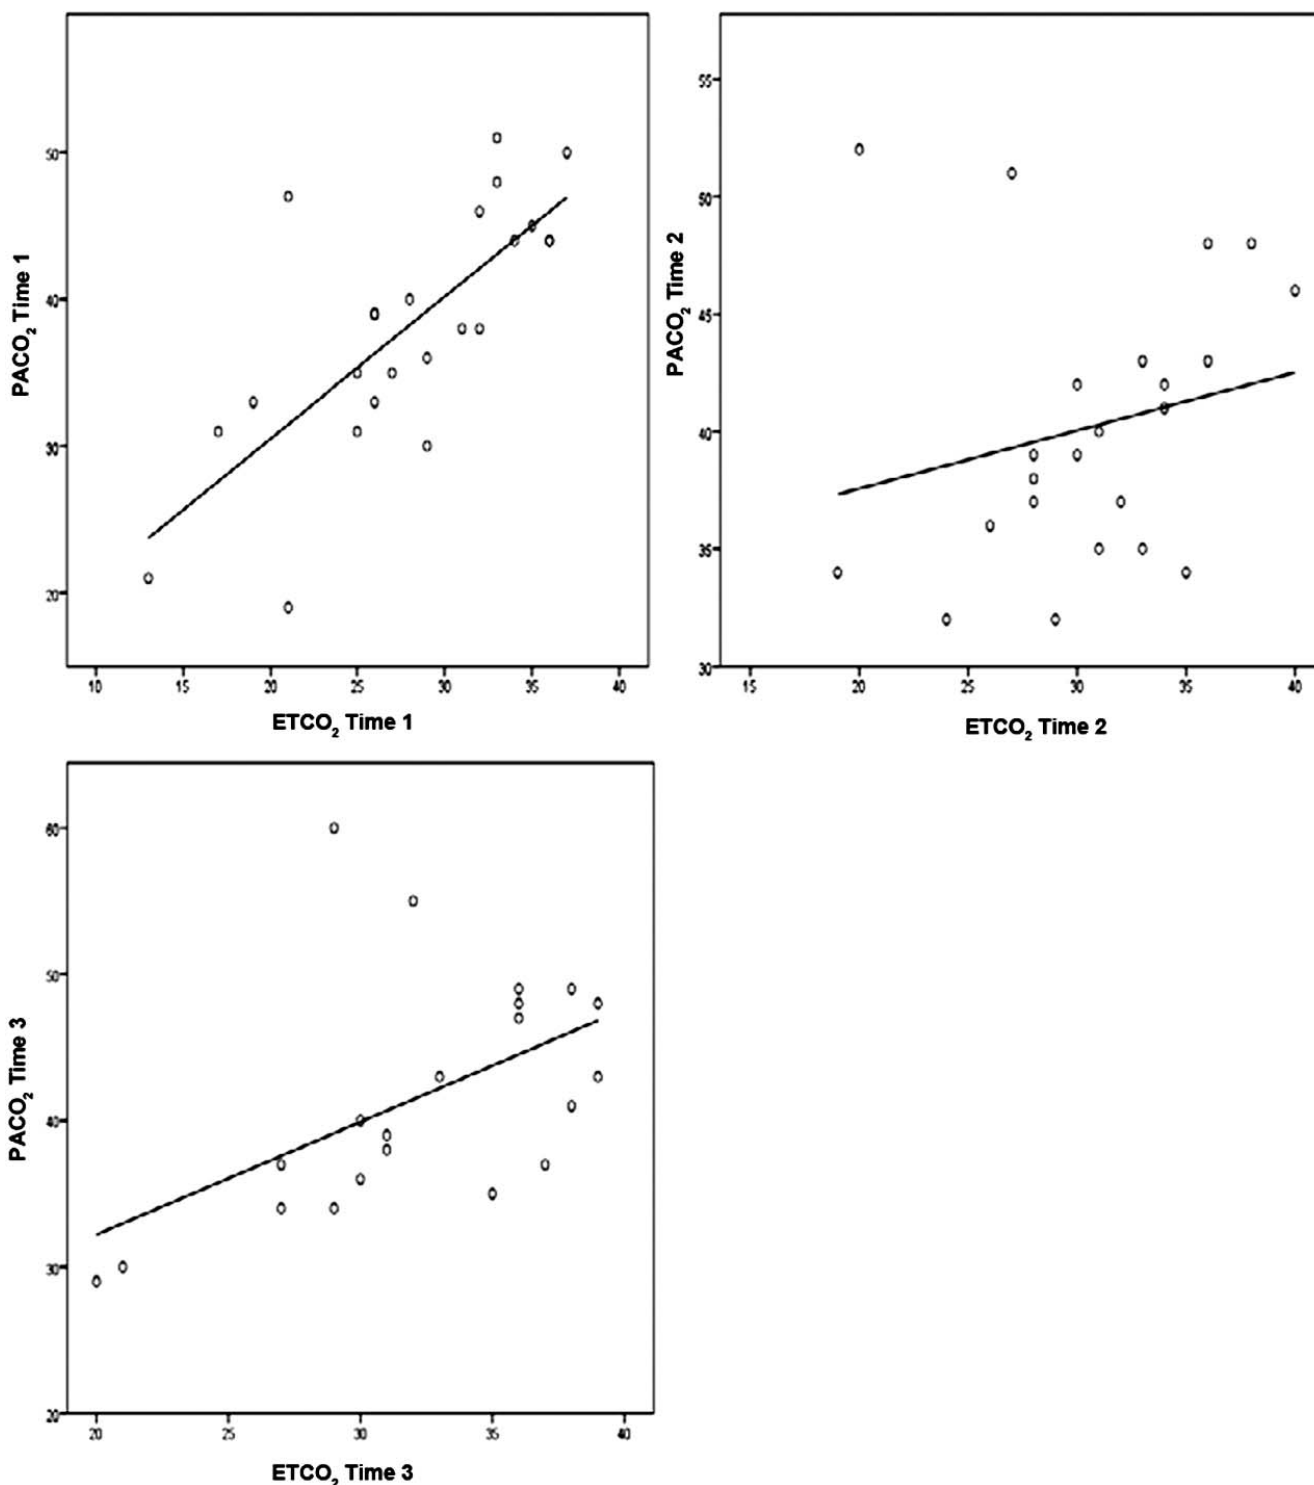 50
40
30
20
10 15 20 25 30 35 40
PACO₂ Time 1
ETCO₂ Time 1
55
50
45
40
35
30
15 20 25 30 35 40
PACO₂ Time 2
ETCO₂ Time 2
60
50
40
30
20
20 25 30 35 40
PACO₂ Time 3
ETCO₂ Time 3